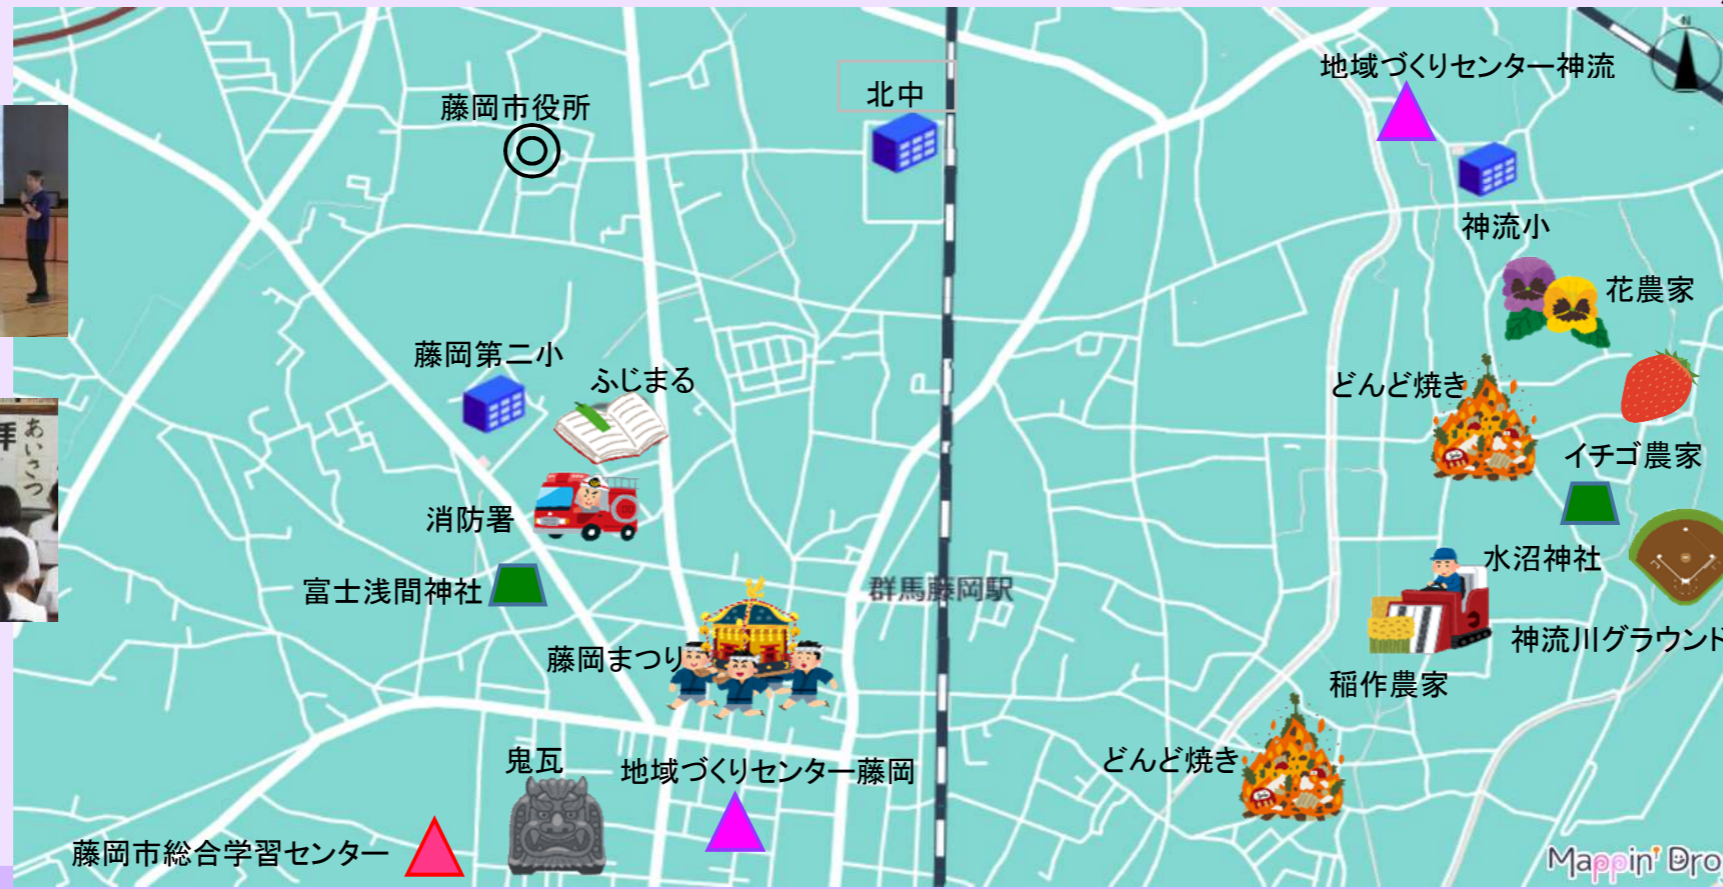 N
地域づくりセンター神流
北中
藤岡市役所
神流小
花農家
藤岡第二小
ふじまる
どんど焼き
あいさつ
イチゴ農家
消防署
水沼神社
富士浅間神社
群馬藤岡駅
神流川グラウンド
藤岡まつり
稲作農家
鬼瓦
地域づくりセンター藤岡
どんど焼き
藤岡市総合学習センター
Mappin' Dro